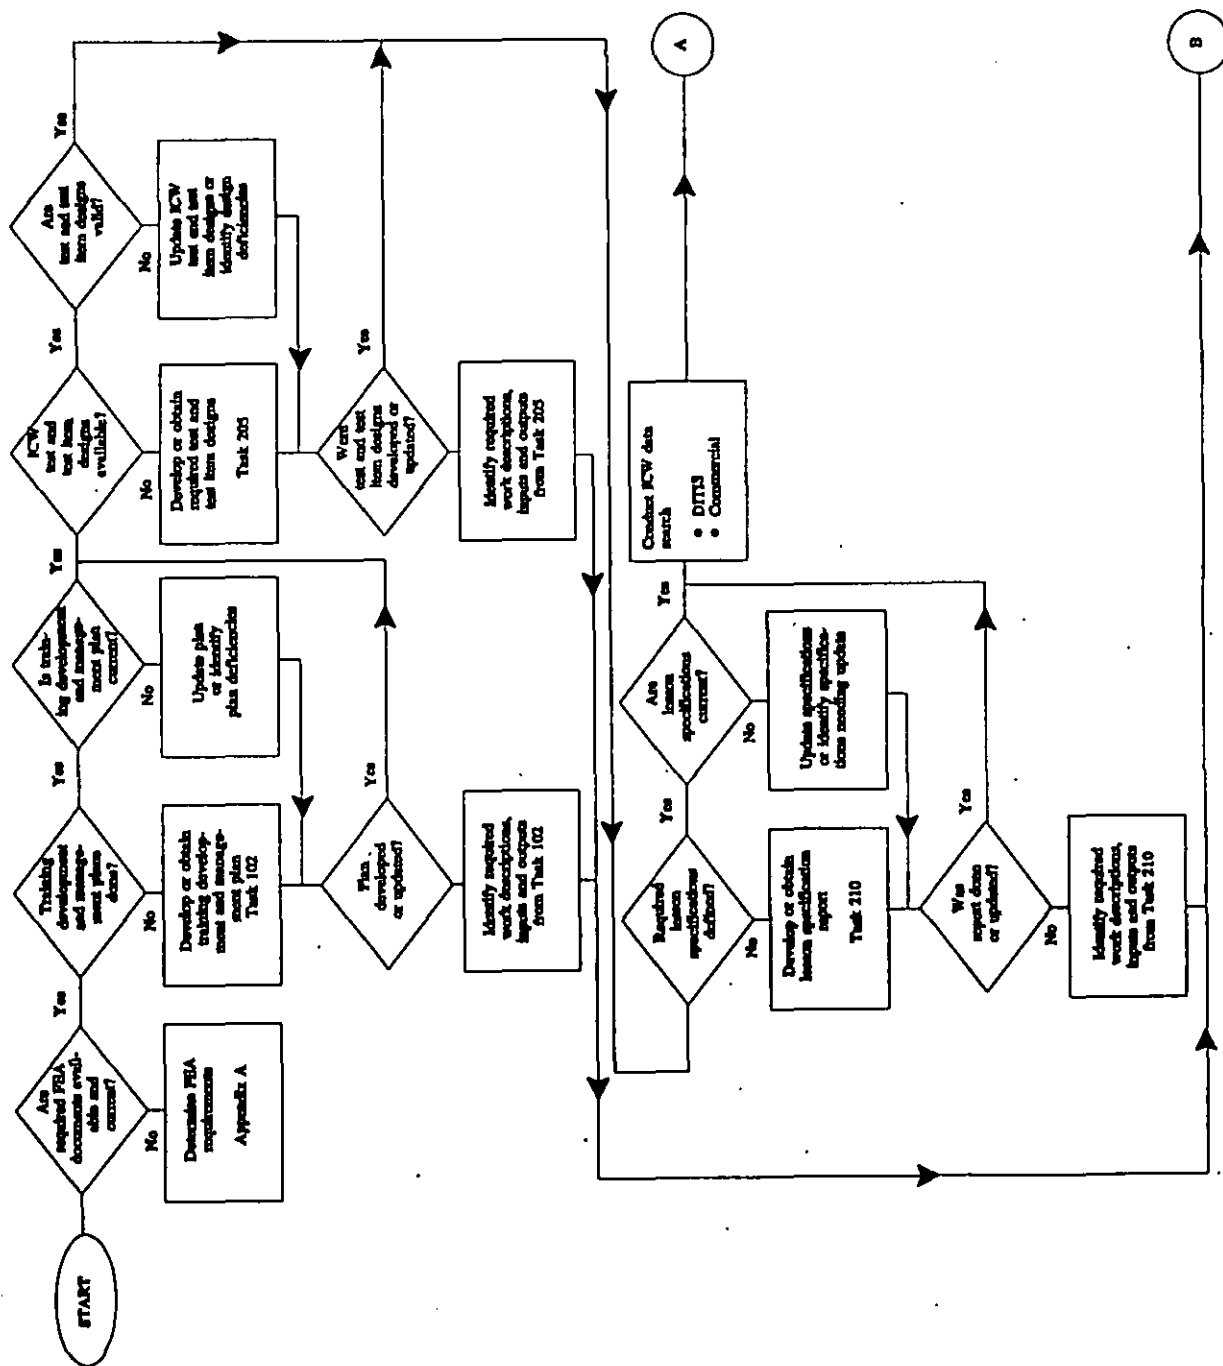 START
Are
required FEA
documents avail-
able and
current?
Yes
No
Determine FEA
requirements
Appendix A
Training
development
and manage-
ment plans
done?
Yes
No
Develop or obtain
training develop-
ment and manage-
ment plan
Task 102
Is train-
ing development
and manage-
ment plan
current?
Yes
No
Update plan
or identify
plan deficiencies
Plan
developed
or updated?
Yes
Identify required
work descriptions,
inputs and outputs
from Task 102
ICW
test and
test item
designs
available?
Yes
No
Develop or obtain
required test and
test item designs
Task 205
Are
test and test
item designs
valid?
Yes
No
Update ICW
test and test
item designs or
identify design
deficiencies
Were
test and test
item designs
developed or
updated?
Yes
Identify required
work descriptions,
inputs and outputs
from Task 205
Required
lesson
specifications
defined?
Yes
No
Develop or obtain
lesson specification
report
Task 210
Are
lesson
specifications
current?
Yes
No
Update specifications
or identify specifica-
tions needing update
Was
report done
or updated?
Yes
No
Identify required
work descriptions,
inputs and outputs
from Task 210
Conduct ICW data
search
● DITIS
● Commercial
A
B